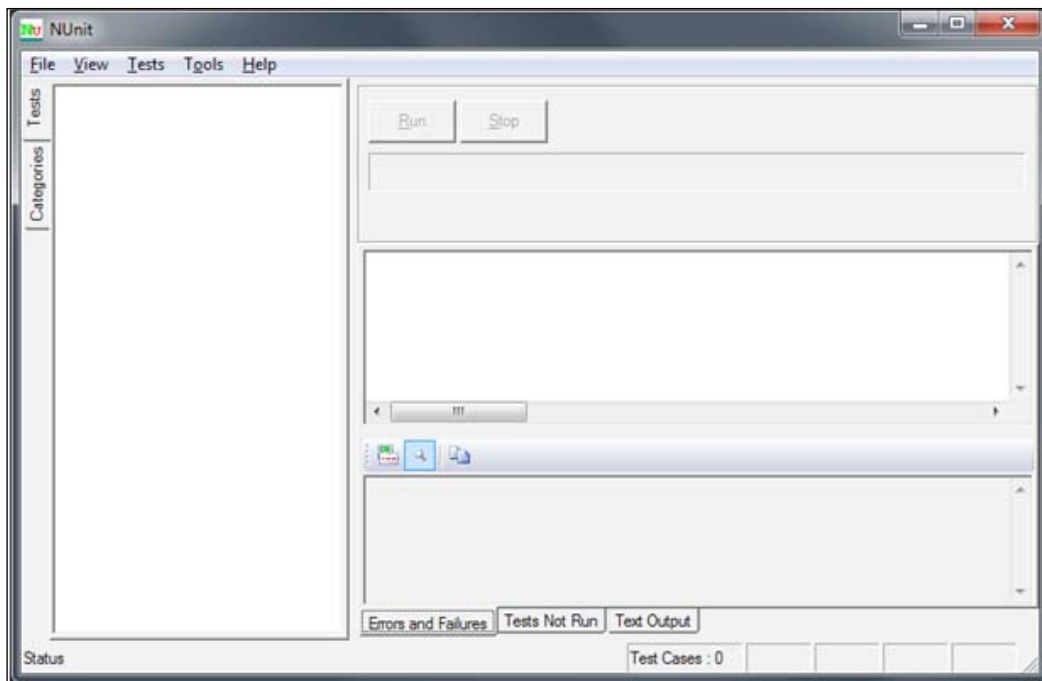 Nu NUnit
File View Tests Tools Help
Tests
Categories
Run Stop
Errors and Failures Tests Not Run Text Output
Status
Test Cases : 0